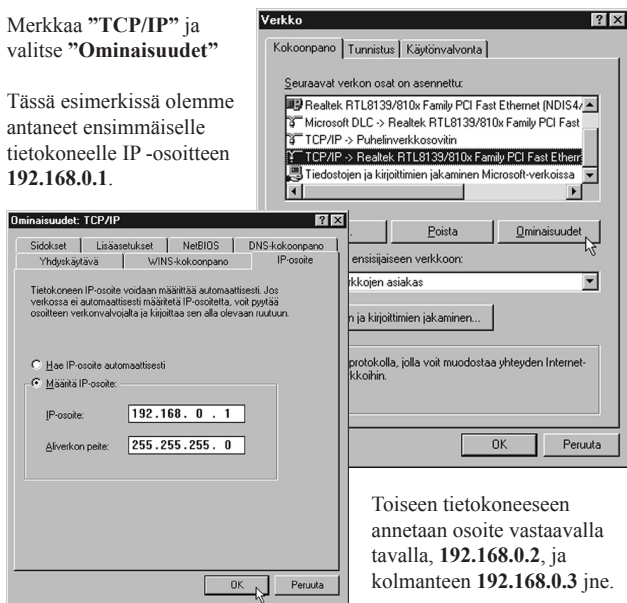 Merkkaa ”TCP/IP” ja
valitse ”Ominaisuudet”
Tässä esimerkissä olemme
antaneet ensimmäiselle
tietokoneelle IP -osoitteen
192.168.0.1.
Verkko
Kokoonpano Tunnistus Käytönvalvonta
Seuraavat verkon osat on asennettu:
Realtek RTL8139/810x Family PCI Fast Ethernet (NDIS4/
Microsoft DLC -> Realtek RTL8139/810x Family PCI Fast
TCP/IP -> Puhelinverkkosovitin
TCP/IP -> Realtek RTL8139/810x Family PCI Fast Ethern
Tiedostojen ja kirjoittimien jakaminen Microsoft-verkoissa
. Poista Ominaisuudet
ensisijaiseen verkkoon:
kkojen asiakas
n ja kirjoittimien jakaminen...
protokolla, jolla voit muodostaa yhteyden Internet-
kkoihin.
OK Peruuta
Ominaisuudet: TCP/IP
Sidokset Lisäasetukset NetBIOS DNS-kokoonpano
Yhdyskäytävä WINS-kokoonpano IP-osoite
Tietokoneen IP-osoite voidaan määrittää automaattisesti. Jos
verkossa ei automaattisesti määritetä IP-osoitetta, voit pyytää
osoitteen verkonvalvojalta ja kirjoittaa sen alla olevaan ruutuun.
Hae IP-osoite automaattisesti
Määritä IP-osoite:
IP-osoite: 192.168. 0 . 1
Aliverkon peite: 255.255.255. 0
OK Peruuta
Toiseen tietokoneeseen
annetaan osoite vastaavalla
tavalla, 192.168.0.2, ja
kolmanteen 192.168.0.3 jne.